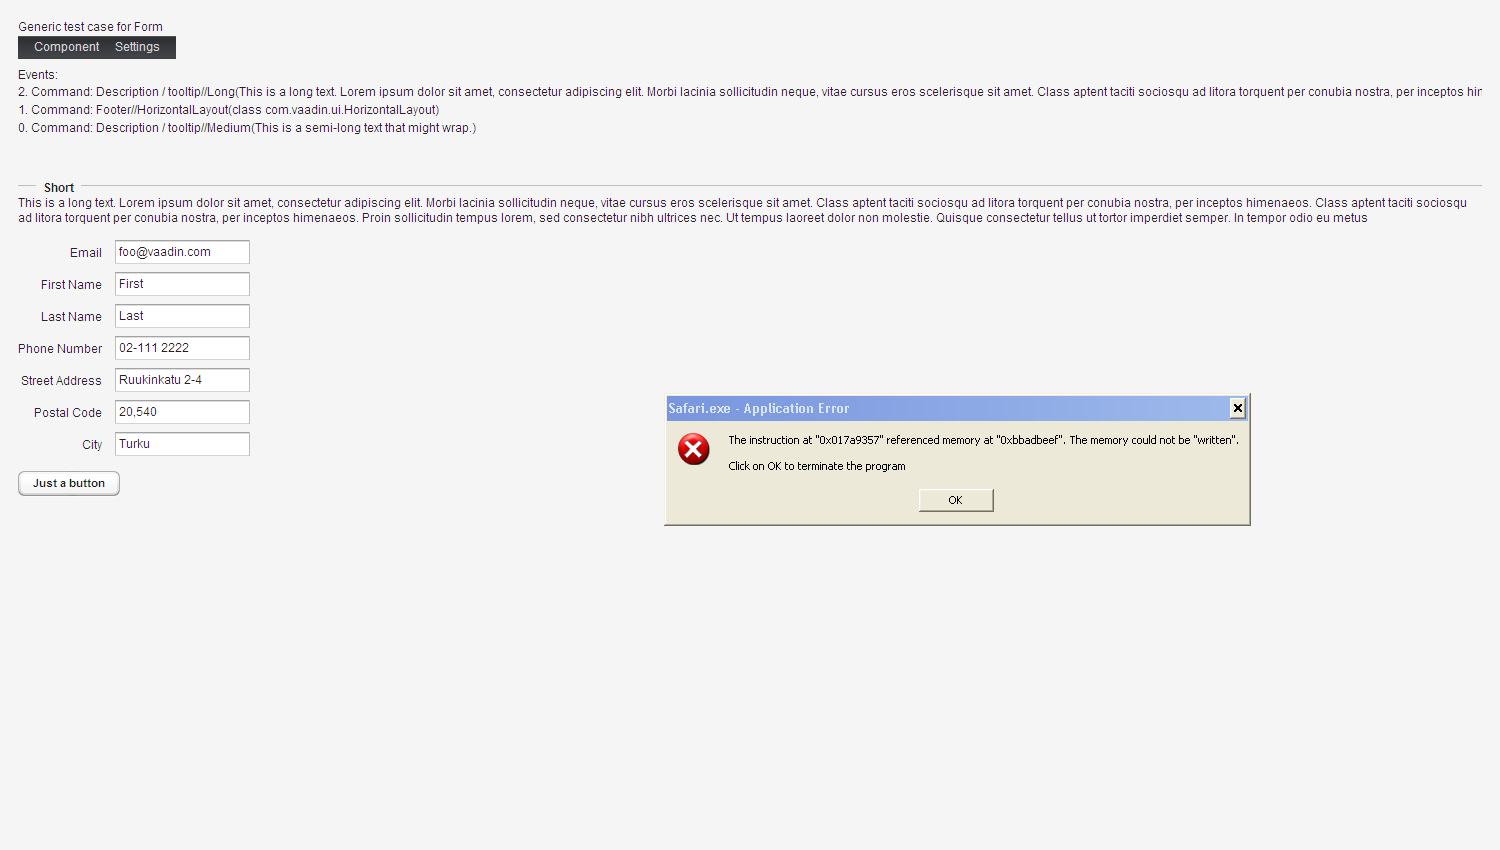 Generic test case for Form
Component Settings
Events:
2. Command: Description / tooltip//Long(This is a long text. Lorem ipsum dolor sit amet, consectetur adipiscing elit. Morbi lacinia sollicitudin neque, vitae cursus eros scelerisque sit amet. Class aptent taciti sociosqu ad litora torquent per conubia nostra, per inceptos hir
1. Command: Footer//HorizontalLayout(class com.vaadin.ui.HorizontalLayout)
0. Command: Description / tooltip//Medium(This is a semi-long text that might wrap.)
Short
This is a long text. Lorem ipsum dolor sit amet, consectetur adipiscing elit. Morbi lacinia sollicitudin neque, vitae cursus eros scelerisque sit amet. Class aptent taciti sociosqu ad litora torquent per conubia nostra, per inceptos himenaeos. Class aptent taciti sociosqu
ad litora torquent per conubia nostra, per inceptos himenaeos. Proin sollicitudin tempus lorem, sed consectetur nibh ultrices nec. Ut tempus laoreet dolor non molestie. Quisque consectetur tellus ut tortor imperdiet semper. In tempor odio eu metus
Email foo@vaadin.com
First Name First
Last Name Last
Phone Number 02-111 2222
Street Address Ruukinkatu 2-4
Postal Code 20,540
City Turku
Just a button
Safari.exe - Application Error
The instruction at "0x017a9357" referenced memory at "0xbbadbeef". The memory could not be "written".
Click on OK to terminate the program
OK